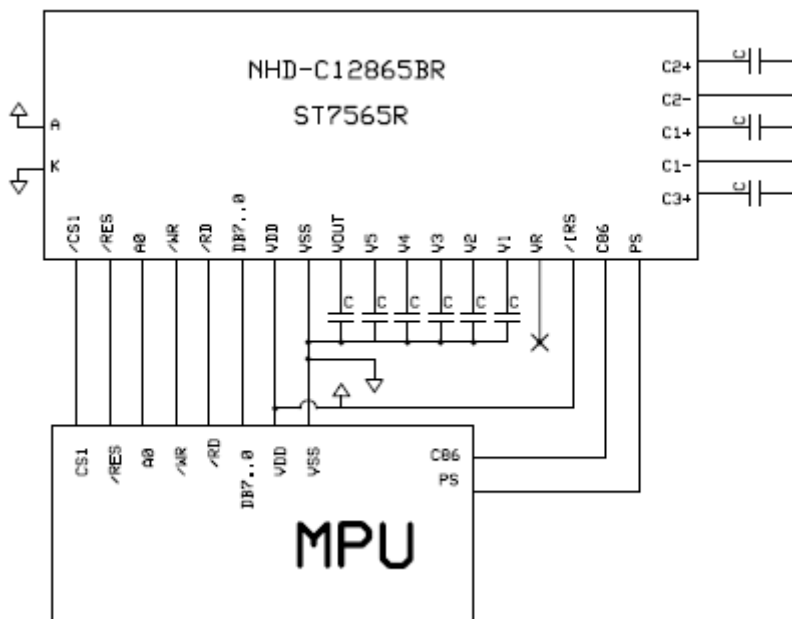 NHD-C12865BR
ST7565R
A
K
C2+
C2-
C1+
C1-
C3+
C
C
C
/CS1
/RES
A0
/WR
/RD
DB7..0
VDD
VSS
VOUT
V5
V4
V3
V2
V1
VR
/IRS
C86
PS
C
C
C
C
C
C
CS1
/RES
A0
/WR
/RD
DB7..0
VDD
VSS
C86
PS
MPU